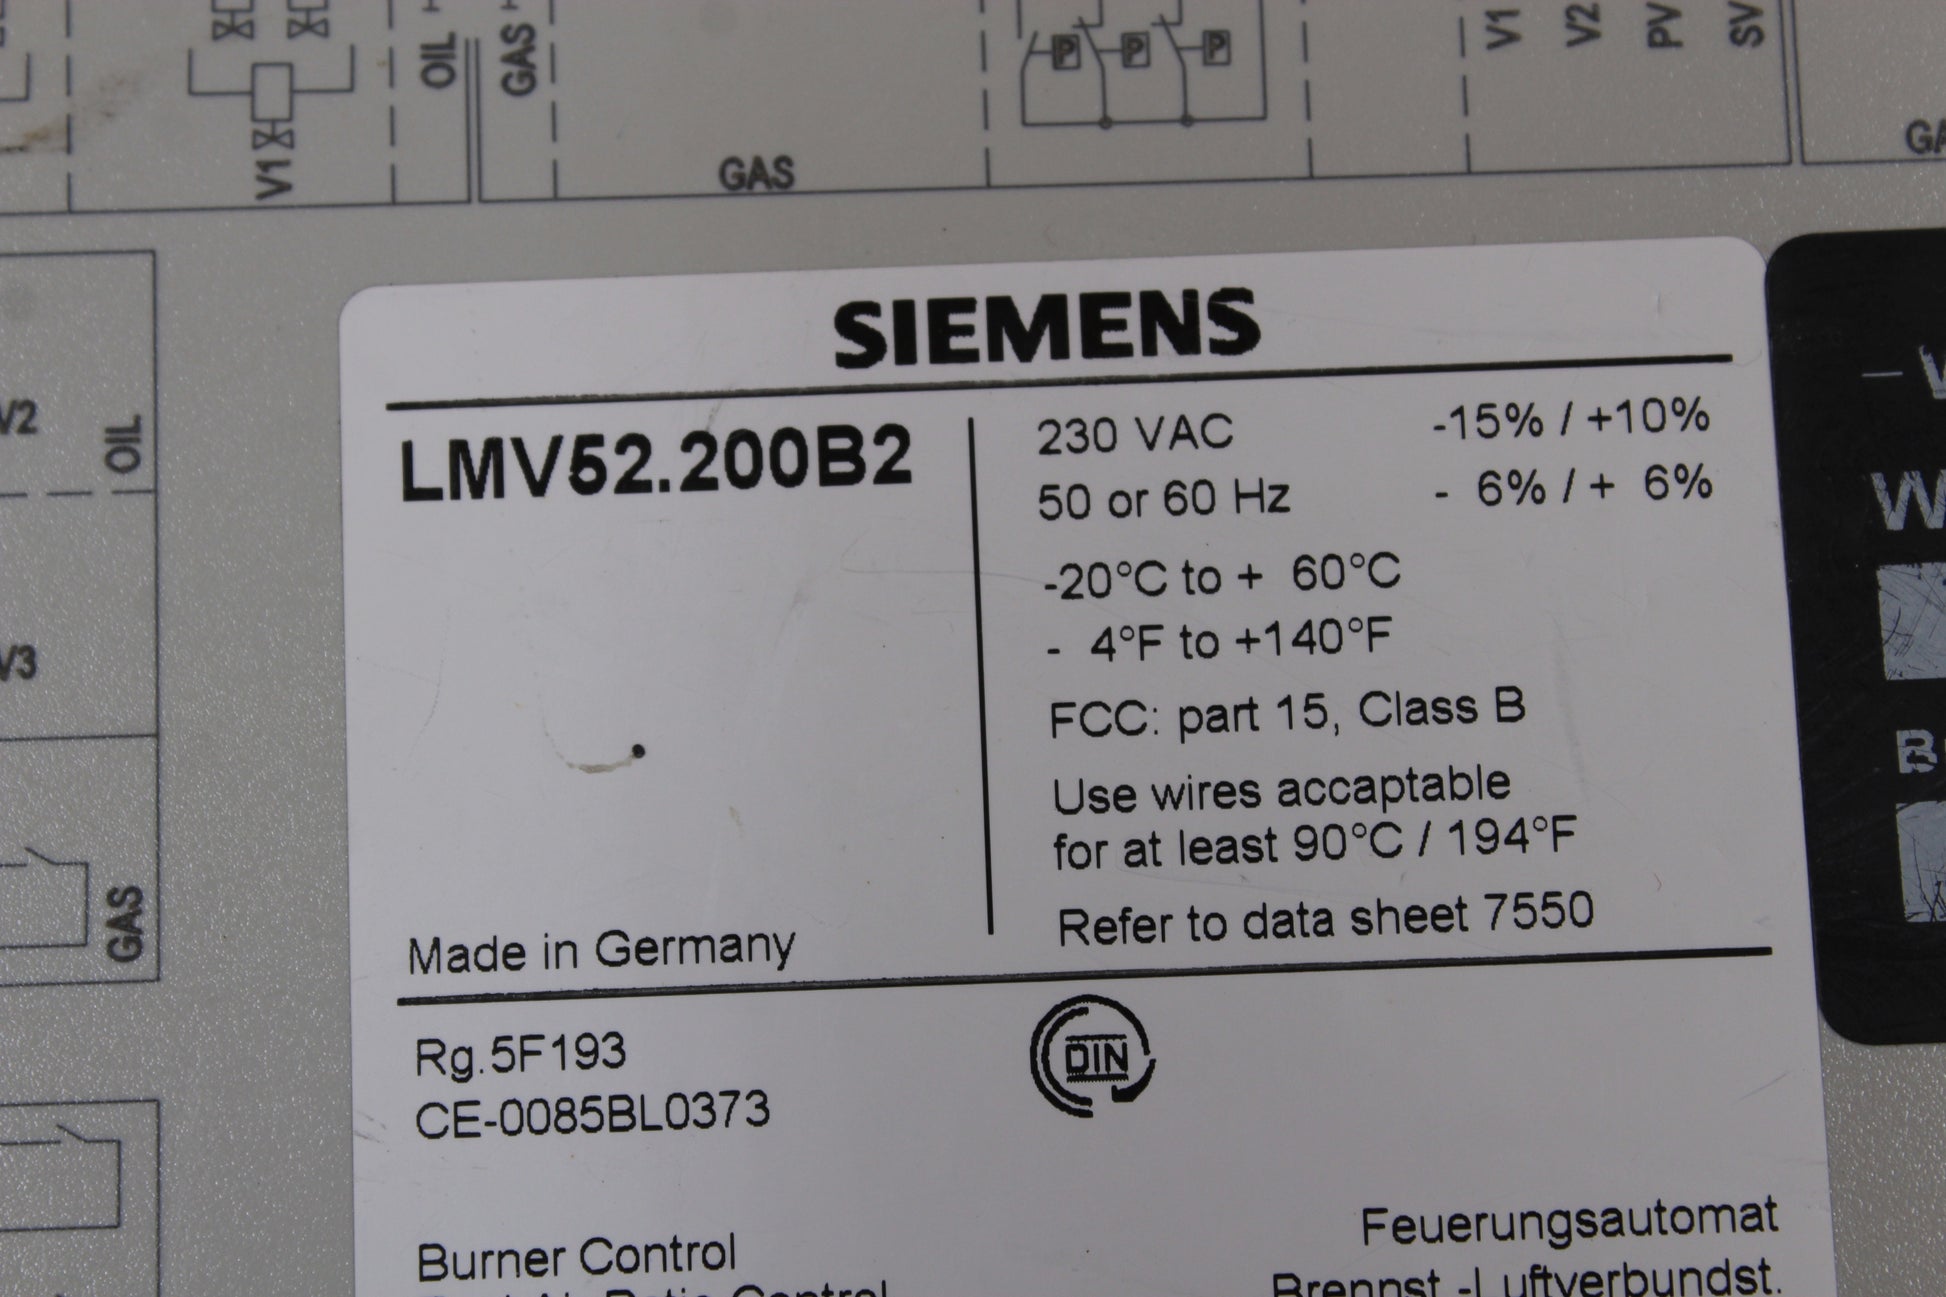 V1
OIL
GAS
GAS
P
P
P
V1
V2
PV
SV
V2
OIL
V3
GAS
SIEMENS
LMV52.200B2
230 VAC -15% / +10%
50 or 60 Hz - 6% / + 6%
-20°C to + 60°C
- 4°F to +140°F
FCC: part 15, Class B
Use wires accaptable
for at least 90°C / 194°F
Refer to data sheet 7550
Made in Germany
Rg.5F193
CE-0085BL0373
DIN
Burner Control
Feuerungsautomat
Brennst.-Luftverbundst.